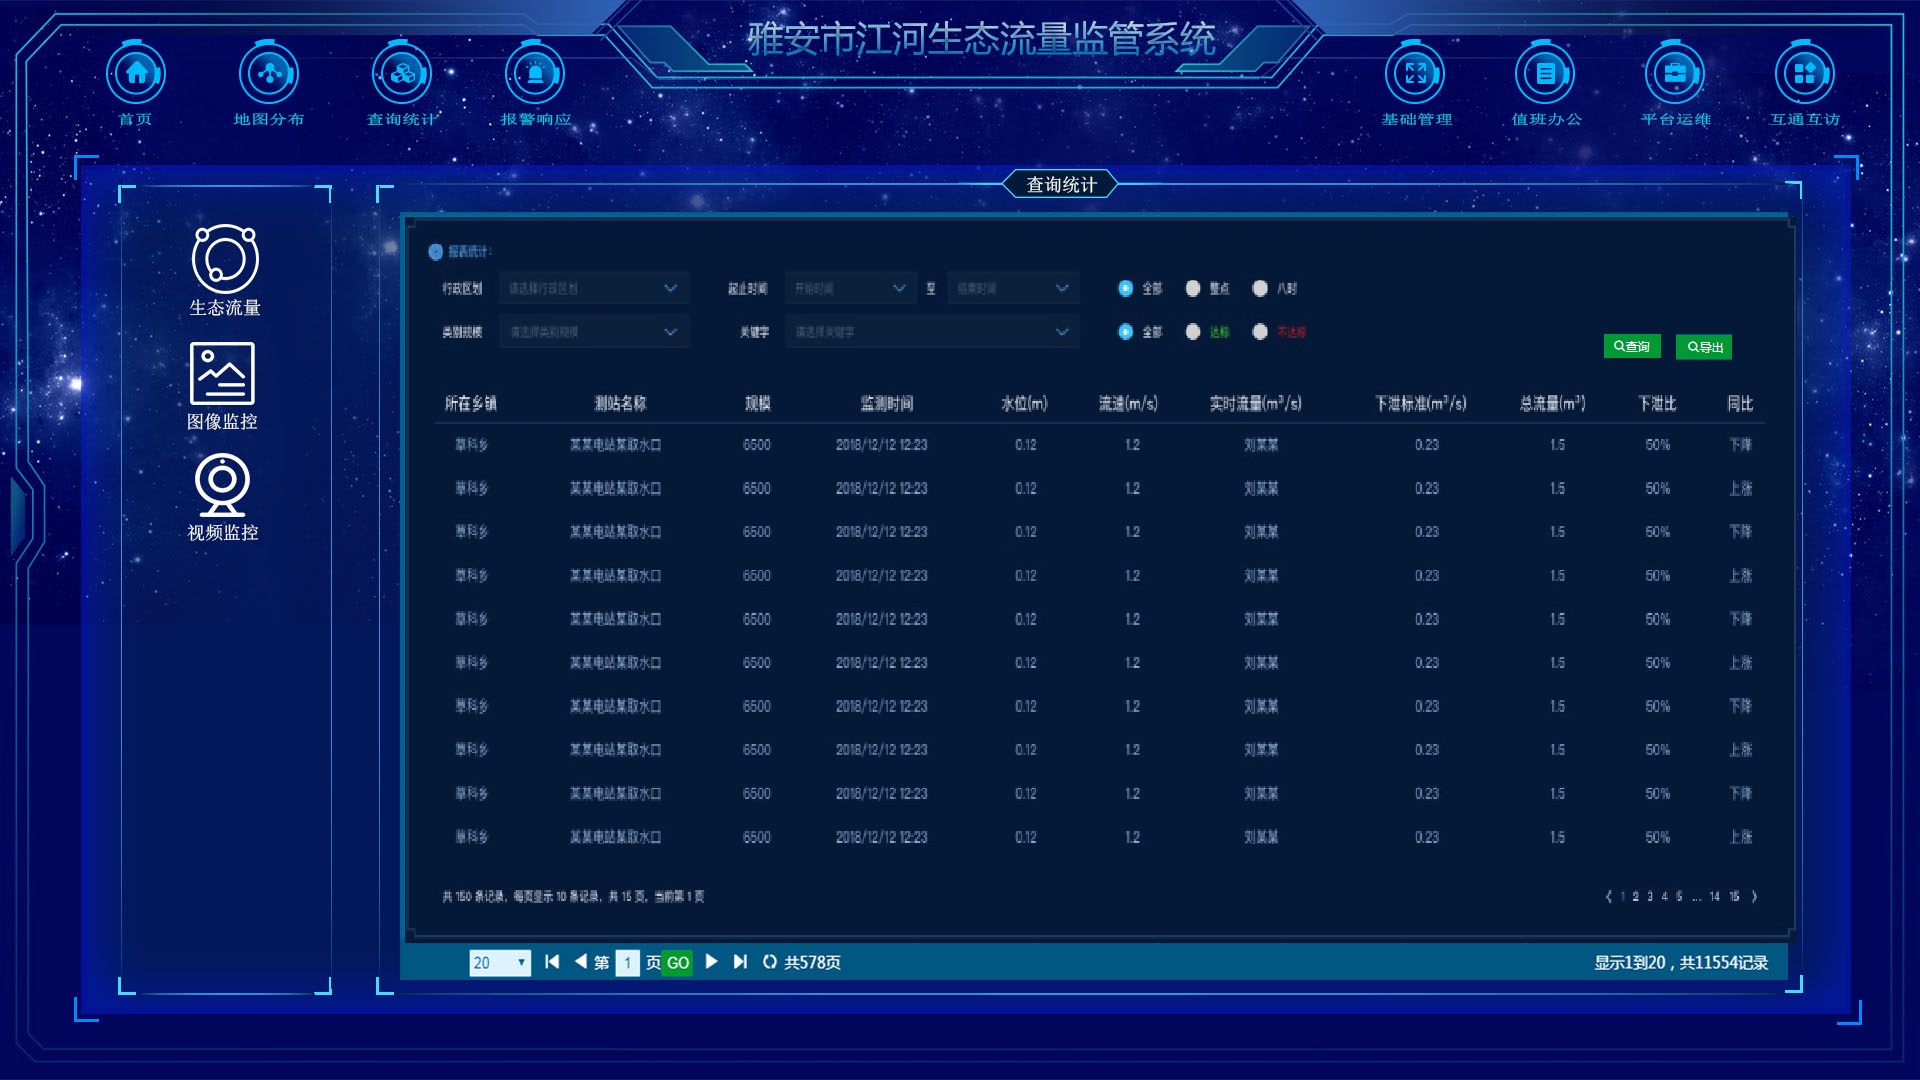 雅安市江河生态流量监管系统
首页 地图分布 查询统计 报警响应 基础管理 值班办公 平台运维 互通互访
查询统计
生态流量
图像监控
视频监控
报表统计:
行政区划 请选择行政区划 起止时间 开始时间 至 结束时间 全部 整点 八时
类别规模 请选择类别规模 关键字 请选择关键字 全部 达标 不达标
查询 导出
所在乡镇 测站名称 规模 监测时间 水位(m) 流速(m/s) 实时流量(m³/s) 下泄标准(m³/s) 总流量(m³) 下泄比 同比
草科乡 某某电站某取水口 6500 2018/12/12 12:23 0.12 1.2 刘某某 0.23 1.5 50% 下降
草科乡 某某电站某取水口 6500 2018/12/12 12:23 0.12 1.2 刘某某 0.23 1.5 50% 上涨
草科乡 某某电站某取水口 6500 2018/12/12 12:23 0.12 1.2 刘某某 0.23 1.5 50% 下降
草科乡 某某电站某取水口 6500 2018/12/12 12:23 0.12 1.2 刘某某 0.23 1.5 50% 上涨
草科乡 某某电站某取水口 6500 2018/12/12 12:23 0.12 1.2 刘某某 0.23 1.5 50% 下降
草科乡 某某电站某取水口 6500 2018/12/12 12:23 0.12 1.2 刘某某 0.23 1.5 50% 上涨
草科乡 某某电站某取水口 6500 2018/12/12 12:23 0.12 1.2 刘某某 0.23 1.5 50% 下降
草科乡 某某电站某取水口 6500 2018/12/12 12:23 0.12 1.2 刘某某 0.23 1.5 50% 上涨
草科乡 某某电站某取水口 6500 2018/12/12 12:23 0.12 1.2 刘某某 0.23 1.5 50% 下降
草科乡 某某电站某取水口 6500 2018/12/12 12:23 0.12 1.2 刘某某 0.23 1.5 50% 上涨
共 150 条记录，每页显示 10 条记录，共 15 页，当前第 1 页 《 1 2 3 4 5 ... 14 15 》
20 第 1 页 GO 共578页 显示1到20，共11554记录